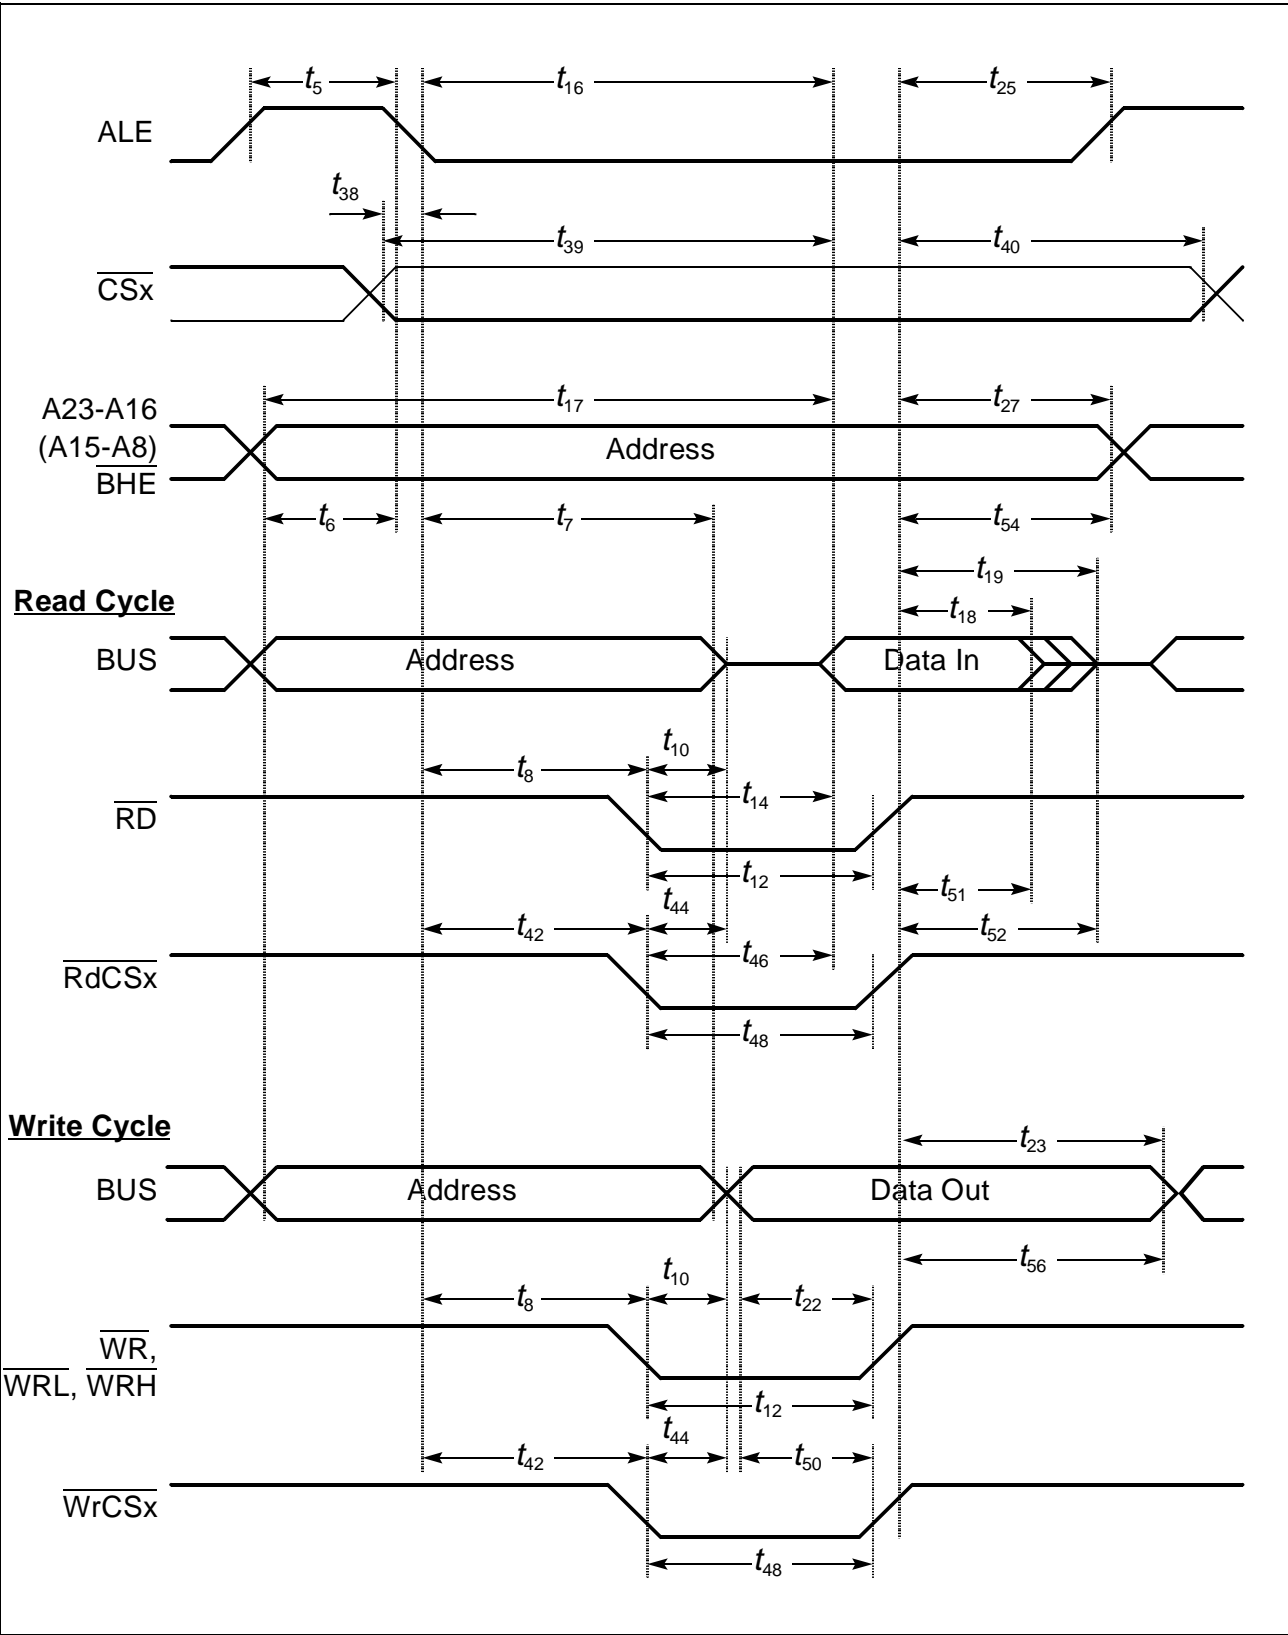 t5 t16 t25
ALE
t38
t39 t40
CSx
t17 t27
A23-A16
(A15-A8)
BHE
Address
t6 t7 t54
t19
Read Cycle
t18
BUS Address Data In
t10
t8
t14
RD
t12
t51
t44
t42 t52
t46
RdCSx
t48
Write Cycle
t23
BUS Address Data Out
t56
t10
t8 t22
WR,
WRL, WRH
t12
t44
t42 t50
WrCSx
t48